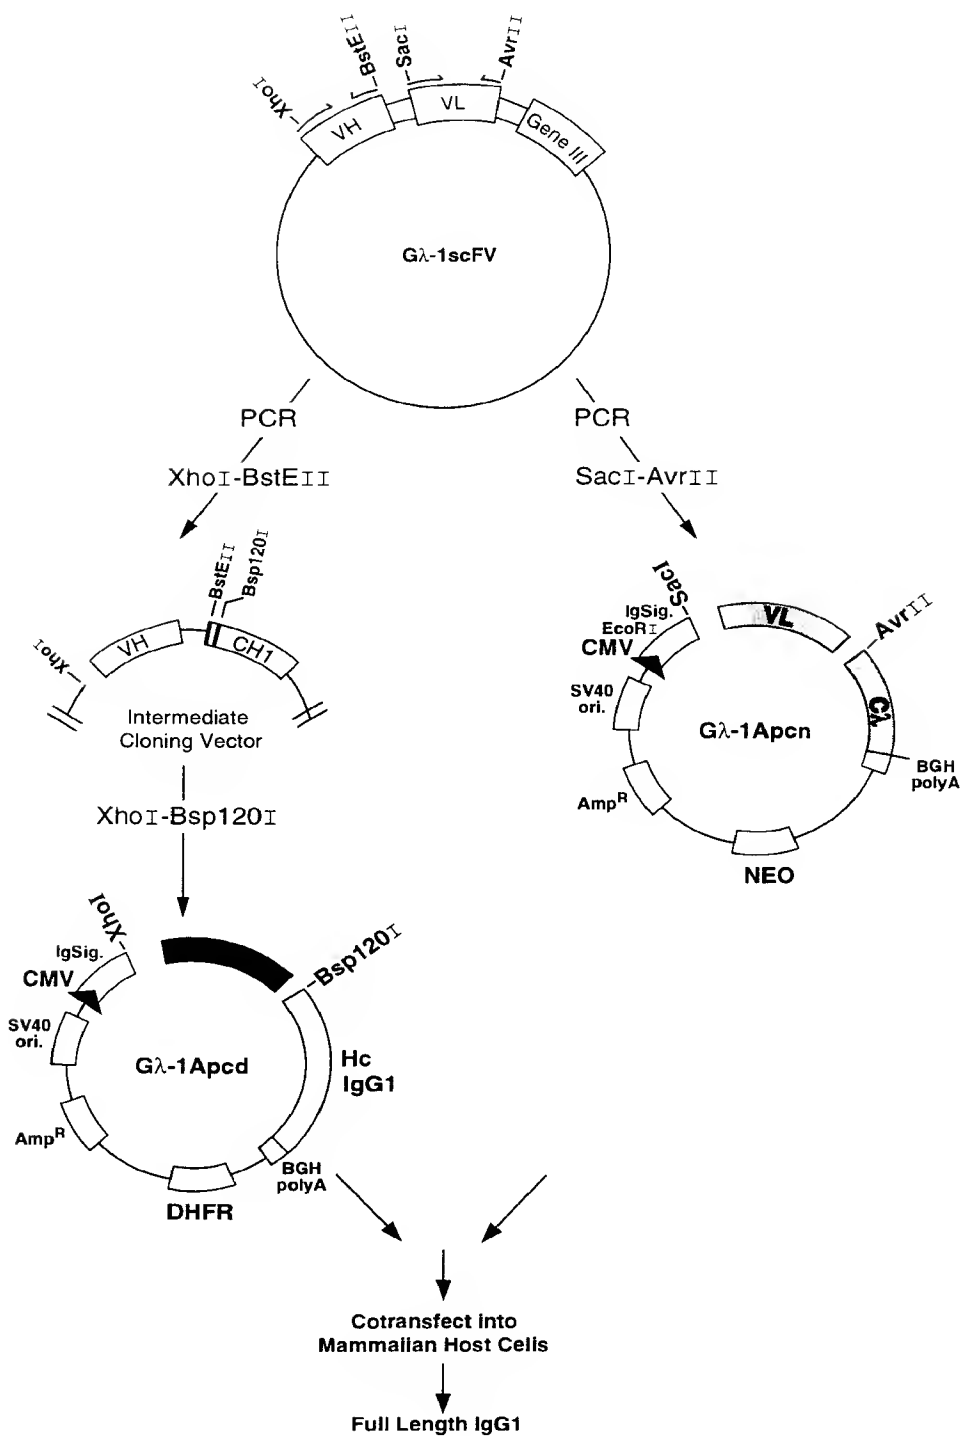 XhoI
BstEII
SacI
AvrII
VH
VL
Gene III
Gλ-1scFV
PCR
PCR
XhoI-BstEII
SacI-AvrII
BstEII
Bsp120I
XhoI
VH
CH1
Intermediate
Cloning Vector
SacI
IgSig.
EcoRI
CMV
SV40
ori.
VL
AvrII
Cλ
Gλ-1Apcn
BGH
polyA
AmpR
NEO
XhoI-Bsp120I
XhoI
IgSig.
CMV
SV40
ori.
Bsp120I
Gλ-1Apcd
Hc
IgG1
AmpR
BGH
polyA
DHFR
Cotransfect into
Mammalian Host Cells
Full Length IgG1